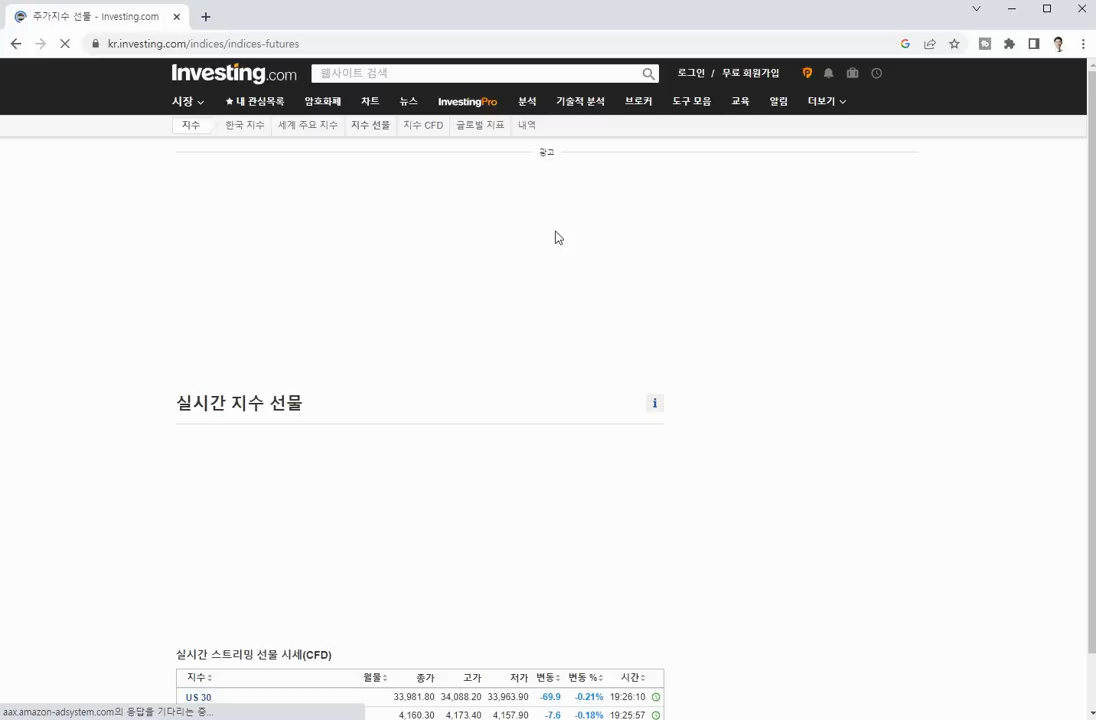 주가지수 선물 - Investing.com
kr.investing.com/indices/indices-futures
Investing.com 웹사이트 검색 로그인 / 무료 회원가입
시장 ★ 내 관심목록 암호화폐 차트 뉴스 InvestingPro 분석 기술적 분석 브로커 도구 모음 교육 알림 더보기
지수 한국 지수 세계 주요 지수 지수 선물 지수 CFD 글로벌 지표 내역
광고
실시간 지수 선물 i
실시간 스트리밍 선물 시세(CFD)
지수 월물 종가 고가 저가 변동 변동 % 시간
US 30 33,981.80 34,088.20 33,963.90 -69.9 -0.21% 19:26:10
4,160.30 4,173.40 4,157.90 -7.6 -0.18% 19:25:57
aax.amazon-adsystem.com의 응답을 기다리는 중...